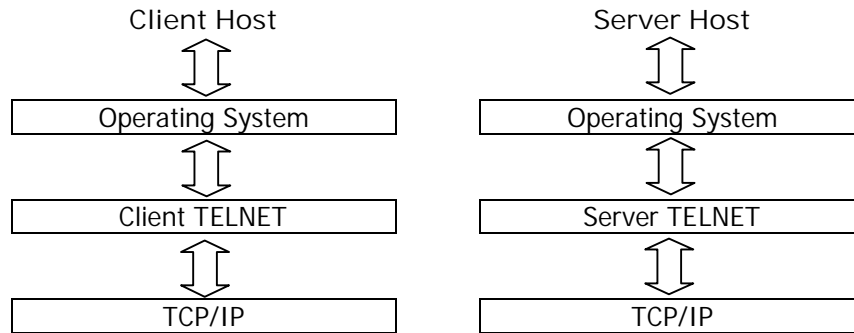 Client Host
Server Host
Operating System
Operating System
Client TELNET
Server TELNET
TCP/IP
TCP/IP